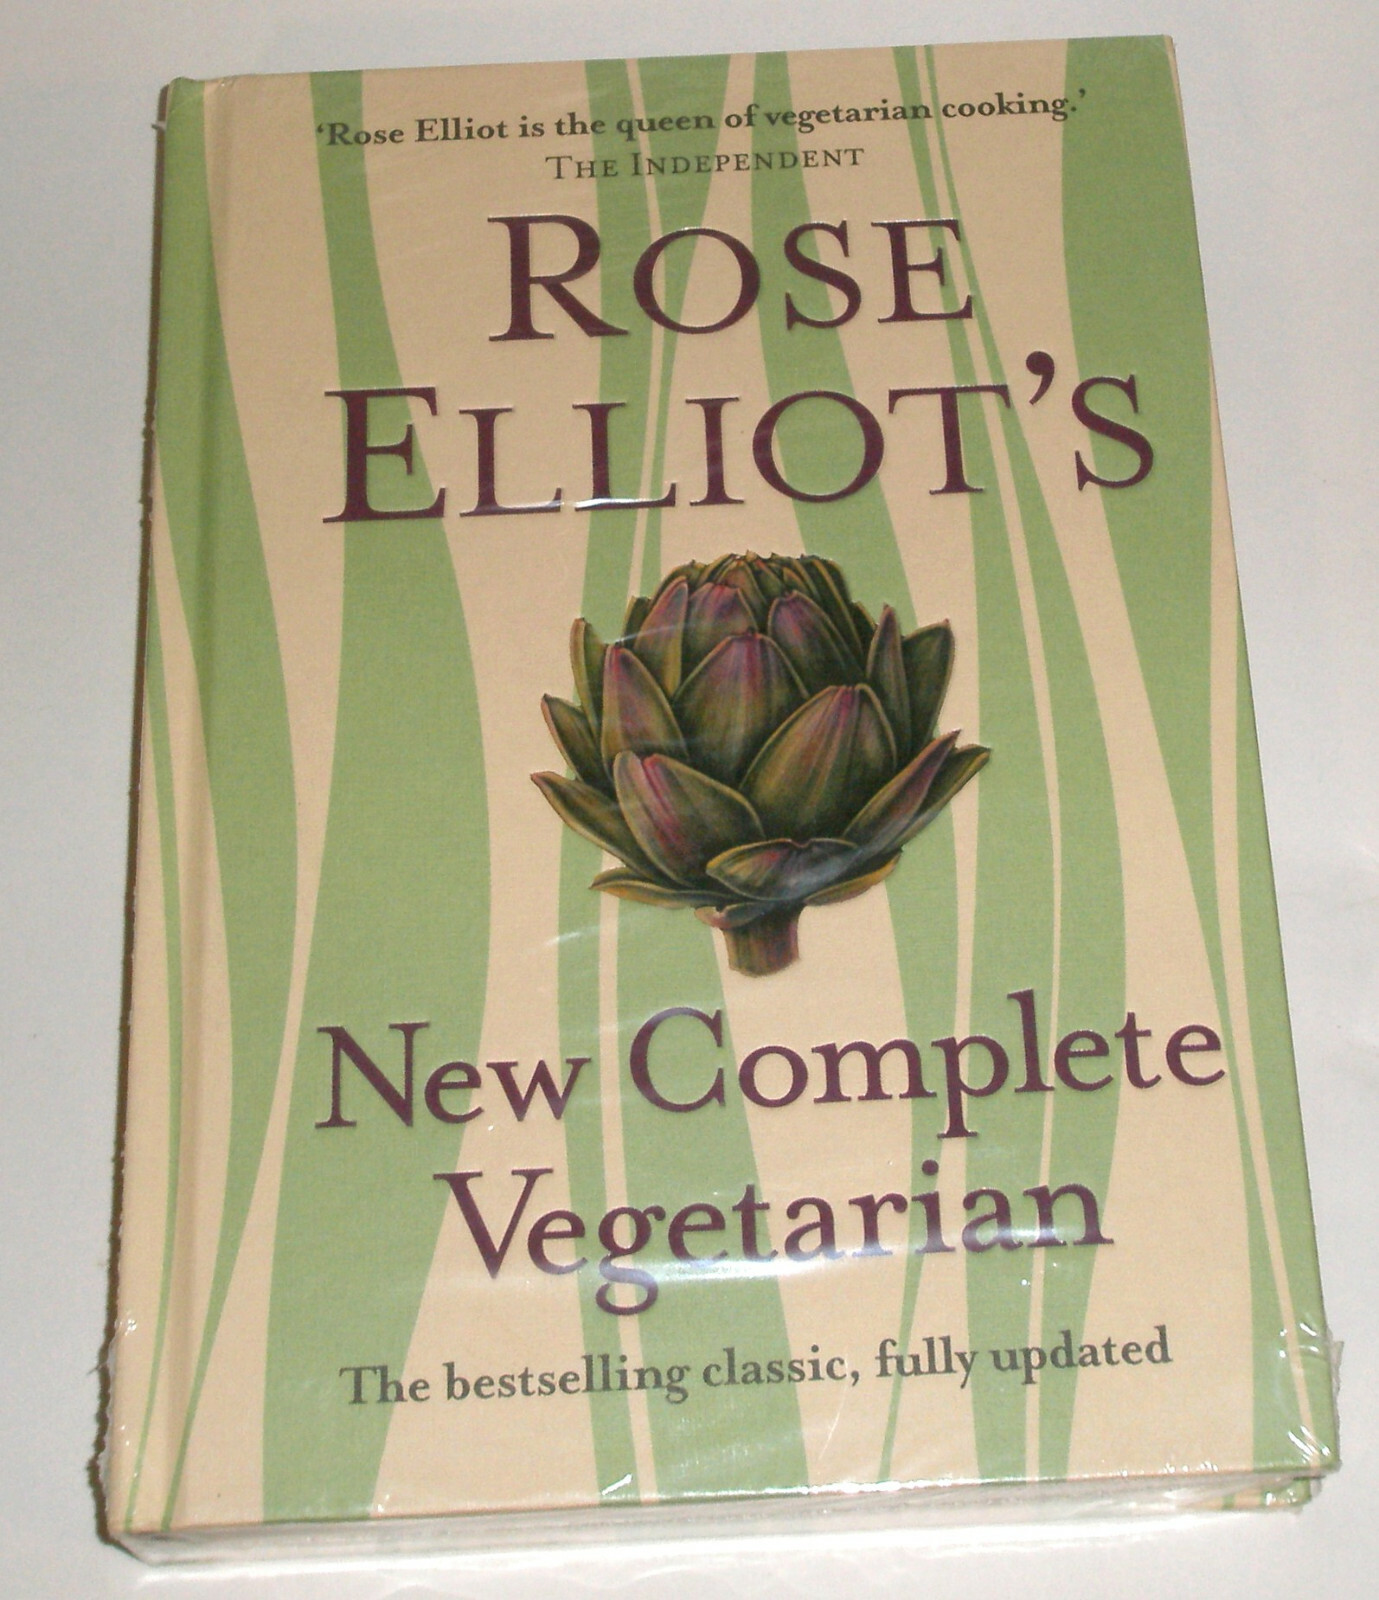 ‘Rose Elliot is the queen of vegetarian cooking.’
THE INDEPENDENT
ROSE
ELLIOT’S
New Complete
Vegetarian
The bestselling classic, fully updated